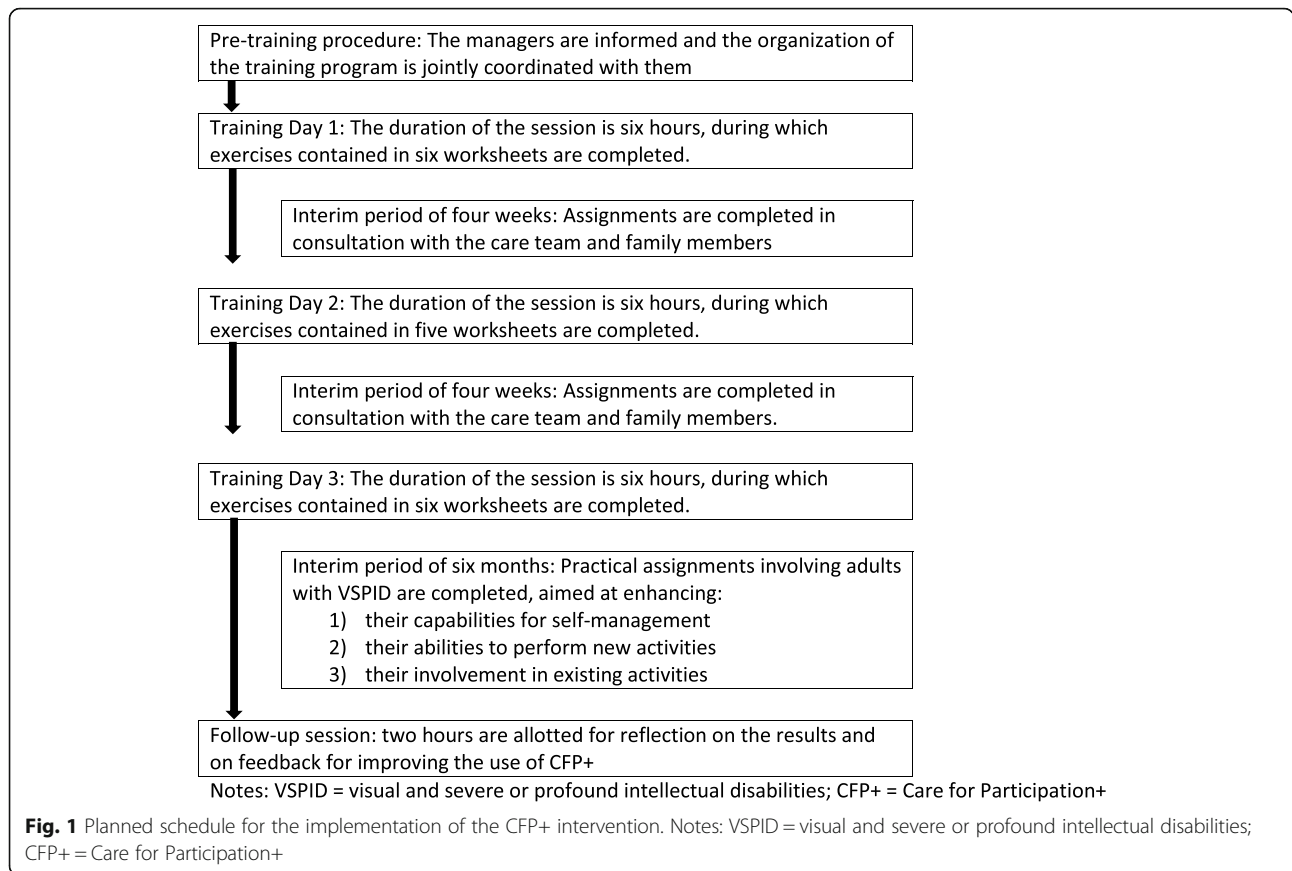 Pre-training procedure: The managers are informed and the organization of
the training program is jointly coordinated with them
Training Day 1: The duration of the session is six hours, during which
exercises contained in six worksheets are completed.
Interim period of four weeks: Assignments are completed in
consultation with the care team and family members
Training Day 2: The duration of the session is six hours, during which
exercises contained in five worksheets are completed.
Interim period of four weeks: Assignments are completed in
consultation with the care team and family members.
Training Day 3: The duration of the session is six hours, during which
exercises contained in six worksheets are completed.
Interim period of six months: Practical assignments involving adults
with VSPID are completed, aimed at enhancing:
1) their capabilities for self-management
2) their abilities to perform new activities
3) their involvement in existing activities
Follow-up session: two hours are allotted for reflection on the results and
on feedback for improving the use of CFP+
Notes: VSPID = visual and severe or profound intellectual disabilities; CFP+ = Care for Participation+
Fig. 1 Planned schedule for the implementation of the CFP+ intervention. Notes: VSPID = visual and severe or profound intellectual disabilities;
CFP+ = Care for Participation+